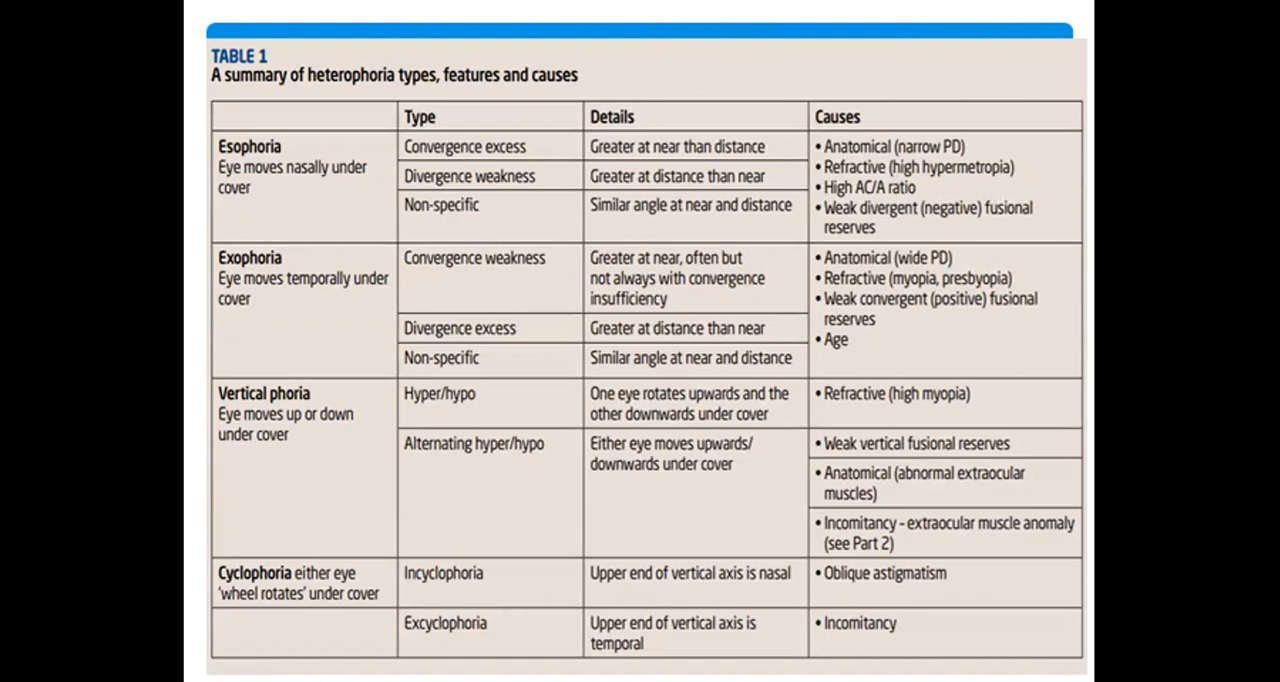 TABLE 1
A summary of heterophoria types, features and causes
Type
Details
Causes
Esophoria
Eye moves nasally under
cover
Convergence excess
Greater at near than distance
Divergence weakness
Greater at distance than near
Non-specific
Similar angle at near and distance
• Anatomical (narrow PD)
• Refractive (high hypermetropia)
• High AC/A ratio
• Weak divergent (negative) fusional
reserves
Exophoria
Eye moves temporally under
cover
Convergence weakness
Greater at near, often but
not always with convergence
insufficiency
Divergence excess
Greater at distance than near
Non-specific
Similar angle at near and distance
• Anatomical (wide PD)
• Refractive (myopia, presbyopia)
• Weak convergent (positive) fusional
reserves
• Age
Vertical phoria
Eye moves up or down
under cover
Hyper/hypo
One eye rotates upwards and the
other downwards under cover
• Refractive (high myopia)
Alternating hyper/hypo
Either eye moves upwards/
downwards under cover
• Weak vertical fusional reserves
• Anatomical (abnormal extraocular
muscles)
• Incomitancy – extraocular muscle anomaly
(see Part 2)
Cyclophoria either eye
'wheel rotates' under cover
Incyclophoria
Upper end of vertical axis is nasal
• Oblique astigmatism
Excyclophoria
Upper end of vertical axis is
temporal
• Incomitancy